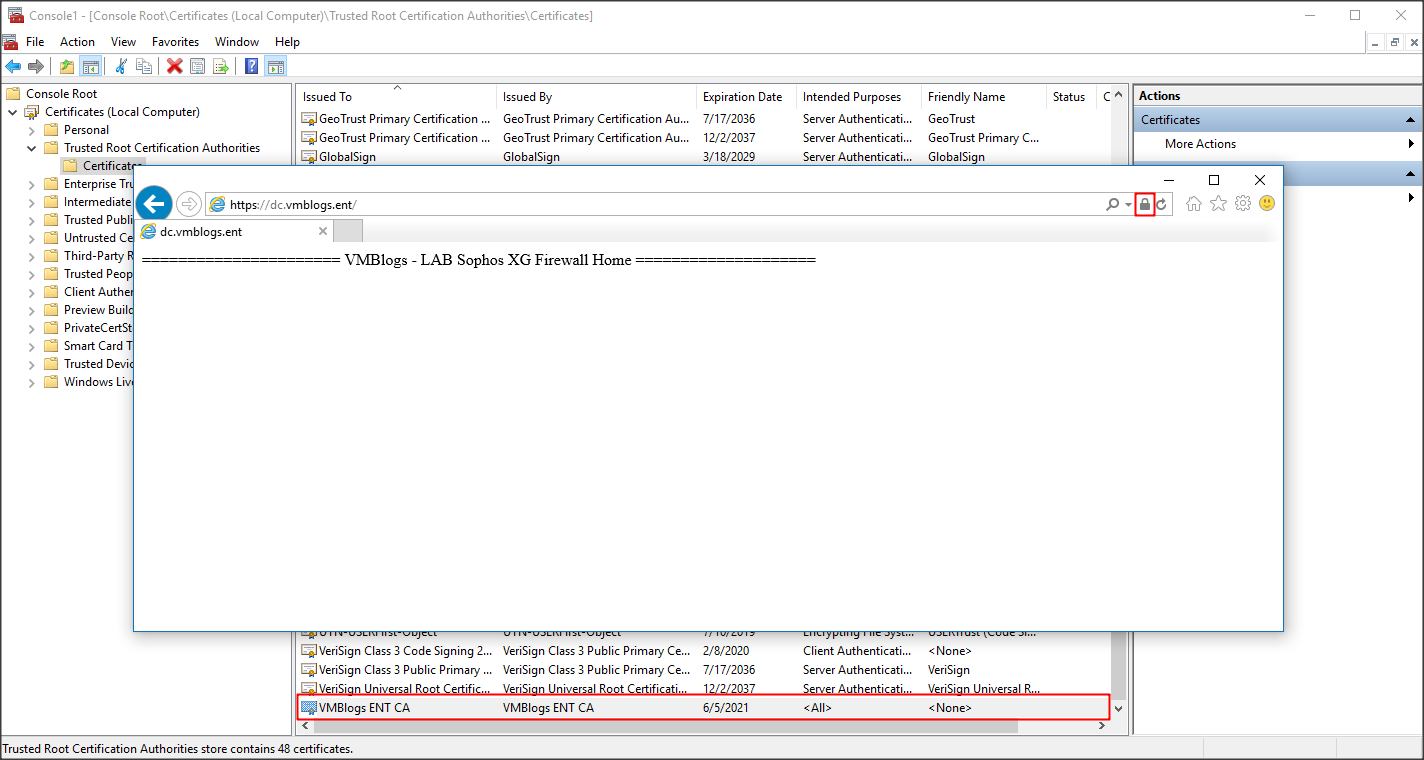 Console1 - [Console Root\Certificates (Local Computer)\Trusted Root Certification Authorities\Certificates]
File Action View Favorites Window Help
Console Root
Certificates (Local Computer)
Personal
Trusted Root Certification Authorities
Certificates
Enterprise Tru
Intermediate
Trusted Publi
Untrusted Ce
Third-Party R
Trusted Peop
Client Authen
Preview Build
PrivateCertSt
Smart Card T
Trusted Devic
Windows Live
Issued To Issued By Expiration Date Intended Purposes Friendly Name Status C
GeoTrust Primary Certification ... GeoTrust Primary Certification Au... 7/17/2036 Server Authenticati... GeoTrust
GeoTrust Primary Certification ... GeoTrust Primary Certification Au... 12/2/2037 Server Authenticati... GeoTrust Primary C...
GlobalSign GlobalSign 3/18/2029 Server Authenticati... GlobalSign
https://dc.vmblogs.ent/
dc.vmblogs.ent
====================== VMBlogs - LAB Sophos XG Firewall Home ====================
UTN-USERFirst-Object UTN-USERFirst-Object 7/10/2019 Encrypting File Syst... USERTrust (Code Si...
VeriSign Class 3 Code Signing 2... VeriSign Class 3 Public Primary Ce... 2/8/2020 Client Authenticati... <None>
VeriSign Class 3 Public Primary ... VeriSign Class 3 Public Primary Ce... 7/17/2036 Server Authenticati... VeriSign
VeriSign Universal Root Certific... VeriSign Universal Root Certificati... 12/2/2037 Server Authenticati... VeriSign Universal R...
VMBlogs ENT CA VMBlogs ENT CA 6/5/2021 <All> <None>
Actions
Certificates
More Actions
Trusted Root Certification Authorities store contains 48 certificates.